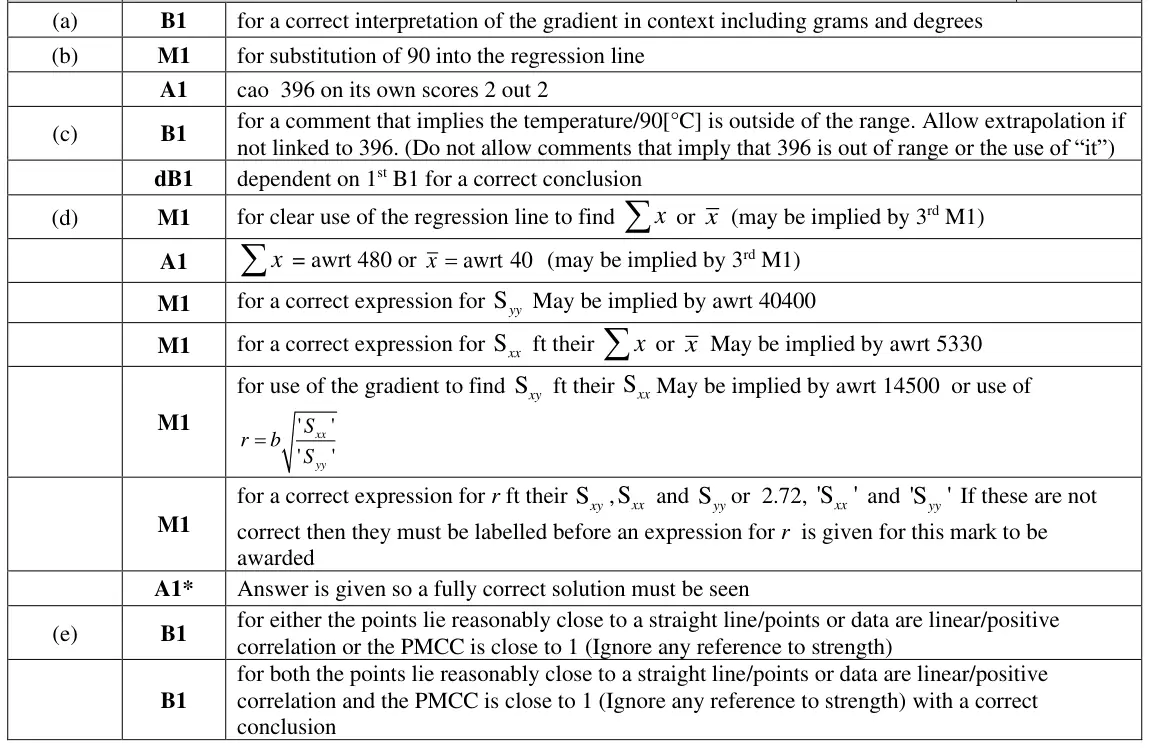 (a) B1 for a correct interpretation of the gradient in context including grams and degrees
(b) M1 for substitution of 90 into the regression line
A1 cao 396 on its own scores 2 out 2
(c) B1 for a comment that implies the temperature/90[°C] is outside of the range. Allow extrapolation if
not linked to 396. (Do not allow comments that imply that 396 is out of range or the use of “it”)
dB1 dependent on 1st B1 for a correct conclusion
(d) M1 for clear use of the regression line to find ∑x or x̅ (may be implied by 3rd M1)
A1 ∑x = awrt 480 or x̅ = awrt 40 (may be implied by 3rd M1)
M1 for a correct expression for Syy May be implied by awrt 40400
M1 for a correct expression for Sxx ft their ∑x or x̅ May be implied by awrt 5330
M1 for use of the gradient to find Sxy ft their Sxx May be implied by awrt 14500 or use of
r = b√('Sxx'/'Syy')
M1 for a correct expression for r ft their Sxy , Sxx and Syy or 2.72, 'Sxx' and 'Syy' If these are not
correct then they must be labelled before an expression for r is given for this mark to be
awarded
A1* Answer is given so a fully correct solution must be seen
(e) B1 for either the points lie reasonably close to a straight line/points or data are linear/positive
correlation or the PMCC is close to 1 (Ignore any reference to strength)
B1 for both the points lie reasonably close to a straight line/points or data are linear/positive
correlation and the PMCC is close to 1 (Ignore any reference to strength) with a correct
conclusion